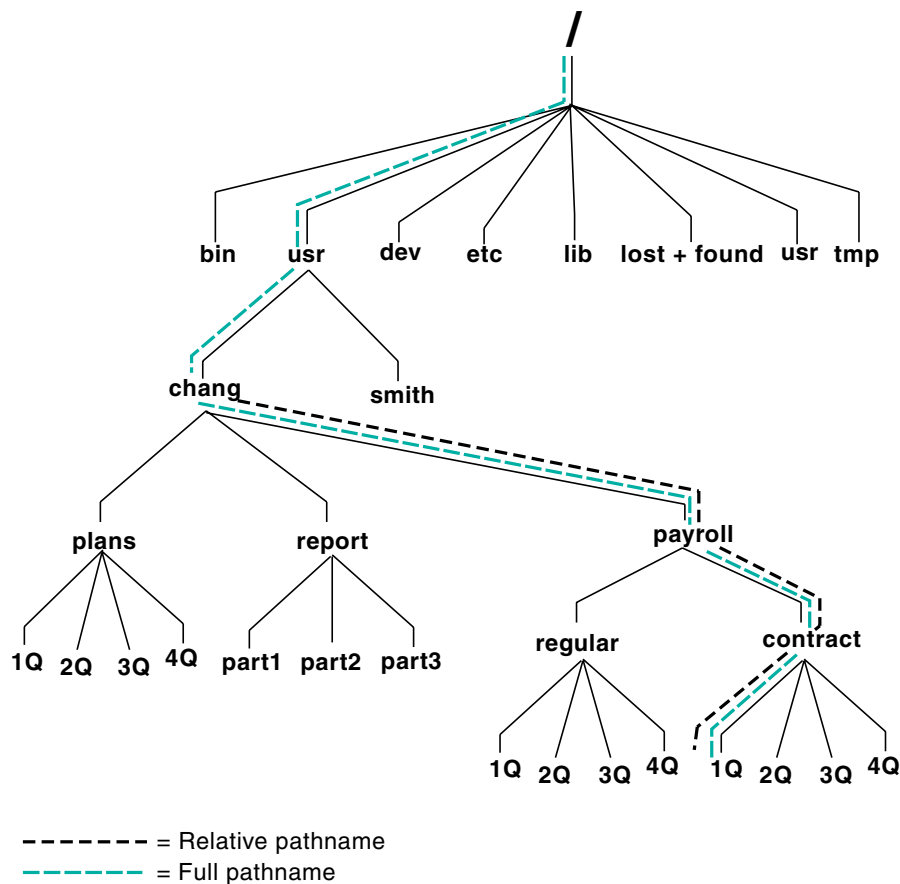 /
bin usr dev etc lib lost + found usr tmp
chang smith
plans report payroll
1Q 2Q 3Q 4Q part1 part2 part3 regular contract
1Q 2Q 3Q 4Q 1Q 2Q 3Q 4Q
= Relative pathname
= Full pathname